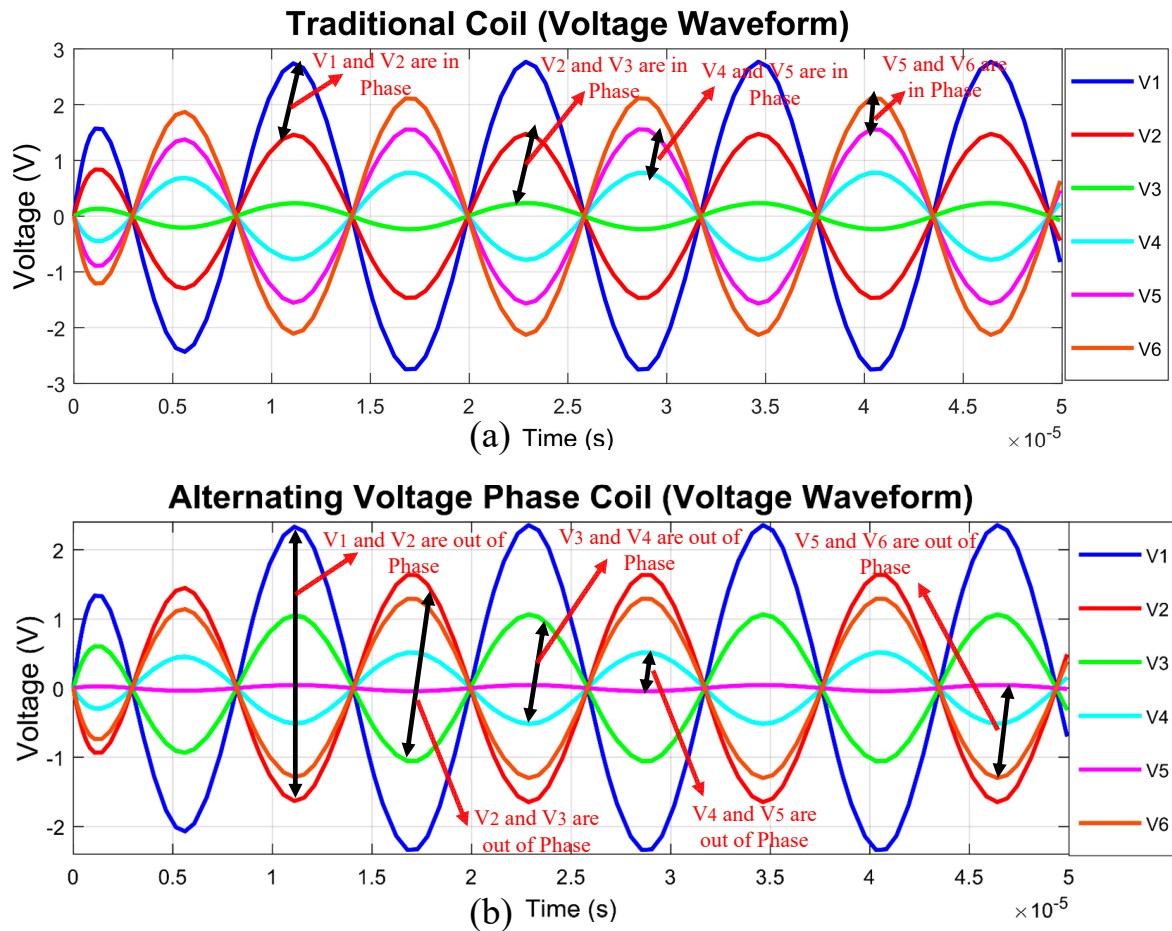 Traditional Coil (Voltage Waveform)
V1 and V2 are in
Phase
V2 and V3 are in
Phase
V4 and V5 are in
Phase
V5 and V6 are
in Phase
Voltage (V)
3
2
1
0
-1
-2
-3
0
0.5
1
1.5
2
2.5
3
3.5
4
4.5
5
×10-5
Time (s)
(a)
V1
V2
V3
V4
V5
V6
Alternating Voltage Phase Coil (Voltage Waveform)
V1 and V2 are out of
Phase
V3 and V4 are out of
Phase
V5 and V6 are out of
Phase
V2 and V3 are
out of Phase
V4 and V5 are
out of Phase
Voltage (V)
2
1
0
-1
-2
0
0.5
1
1.5
2
2.5
3
3.5
4
4.5
5
×10-5
Time (s)
(b)
V1
V2
V3
V4
V5
V6